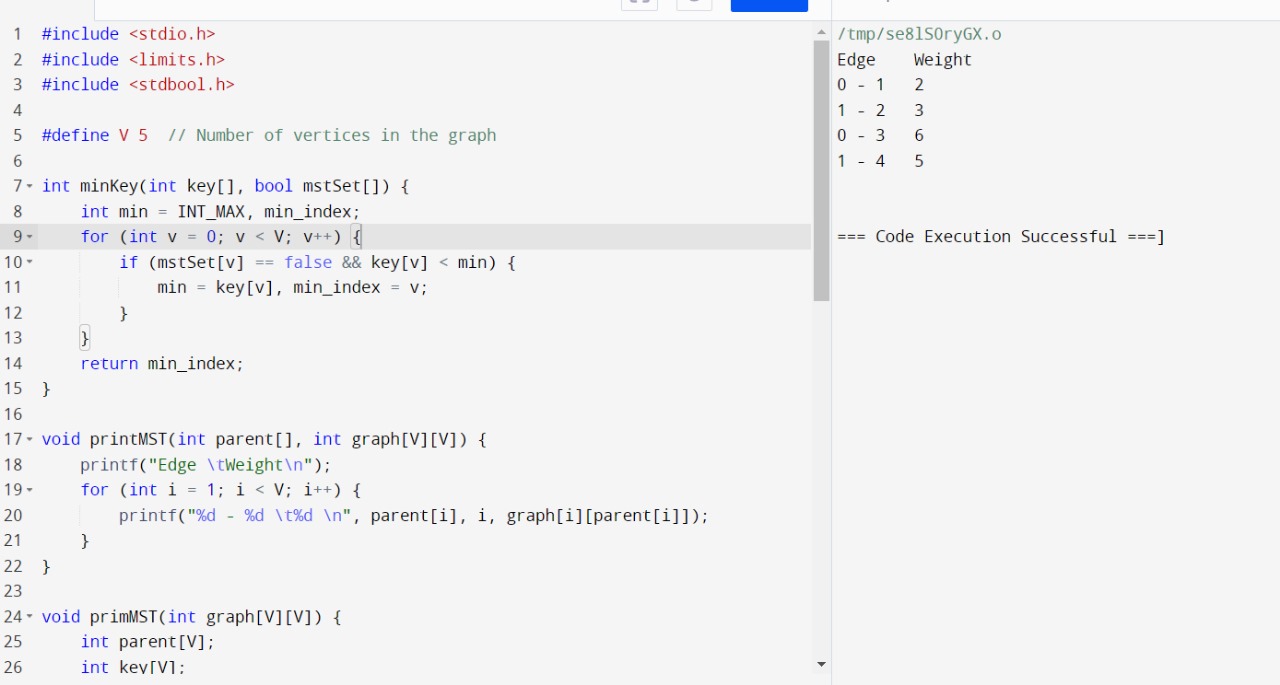 1 #include <stdio.h>
2 #include <limits.h>
3 #include <stdbool.h>
4
5 #define V 5  // Number of vertices in the graph
6
7 int minKey(int key[], bool mstSet[]) {
8     int min = INT_MAX, min_index;
9     for (int v = 0; v < V; v++) {
10         if (mstSet[v] == false && key[v] < min) {
11             min = key[v], min_index = v;
12         }
13     }
14     return min_index;
15 }
16
17 void printMST(int parent[], int graph[V][V]) {
18     printf("Edge \tWeight\n");
19     for (int i = 1; i < V; i++) {
20         printf("%d - %d \t%d \n", parent[i], i, graph[i][parent[i]]);
21     }
22 }
23
24 void primMST(int graph[V][V]) {
25     int parent[V];
26     int key[V];
/tmp/se8lSOryGX.o
Edge    Weight
0 - 1   2
1 - 2   3
0 - 3   6
1 - 4   5
=== Code Execution Successful ===]